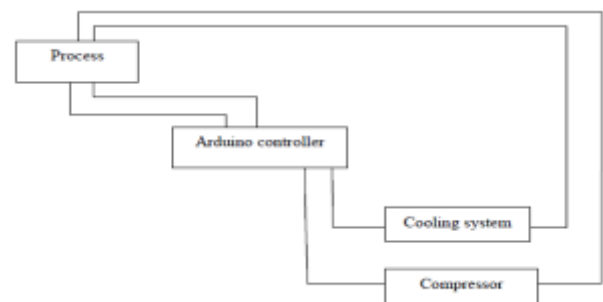 Process
Arduino controller
Cooling system
Compressor